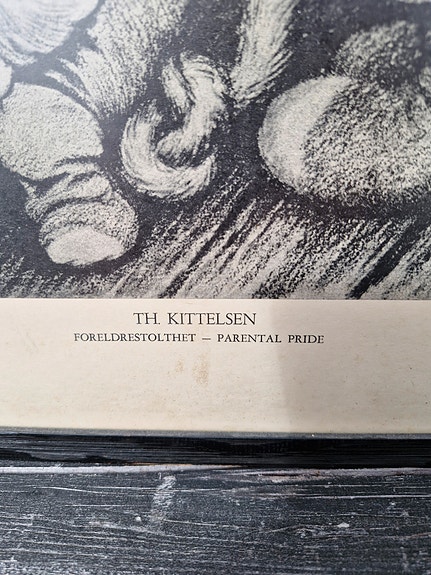 TH. KITTELSEN
FORELDRESTOLTHET — PARENTAL PRIDE